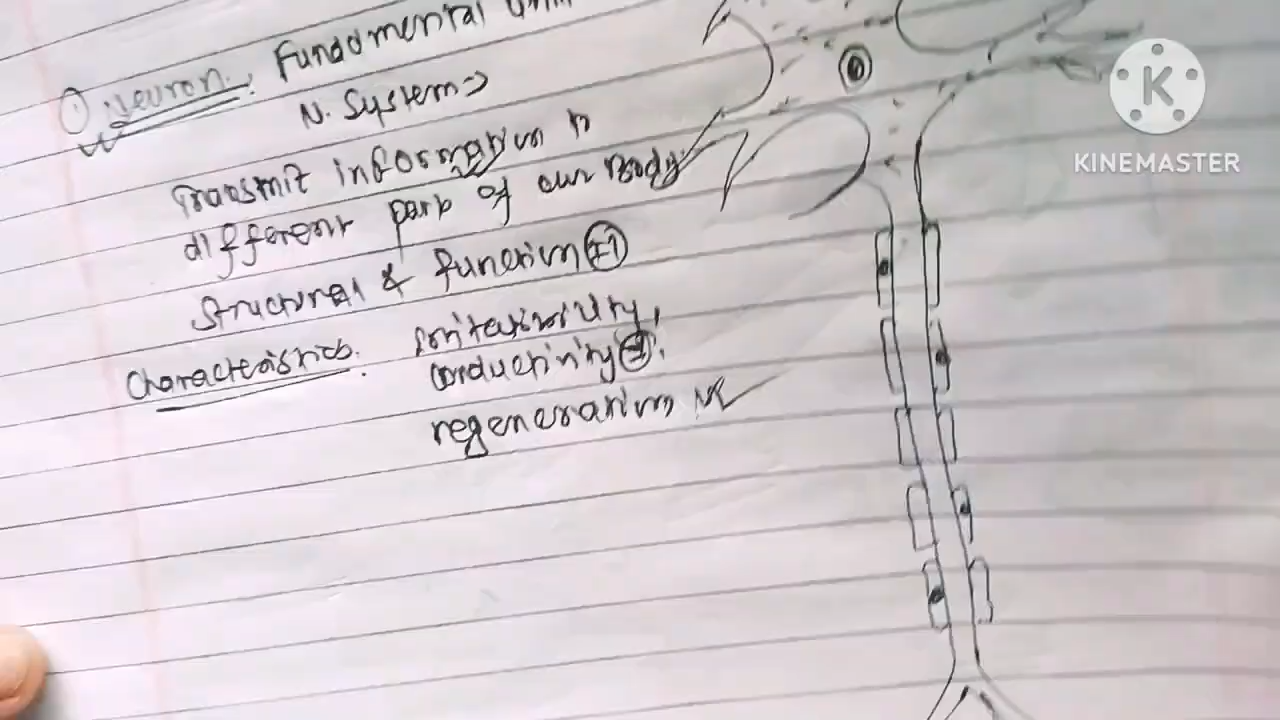 ① Neuron: Fundamental unit
N. System ⇒
Transmit information to
different part of our Body
Structural & function
Characteristics. irritability,
conductivity
regeneration
K
KINEMASTER